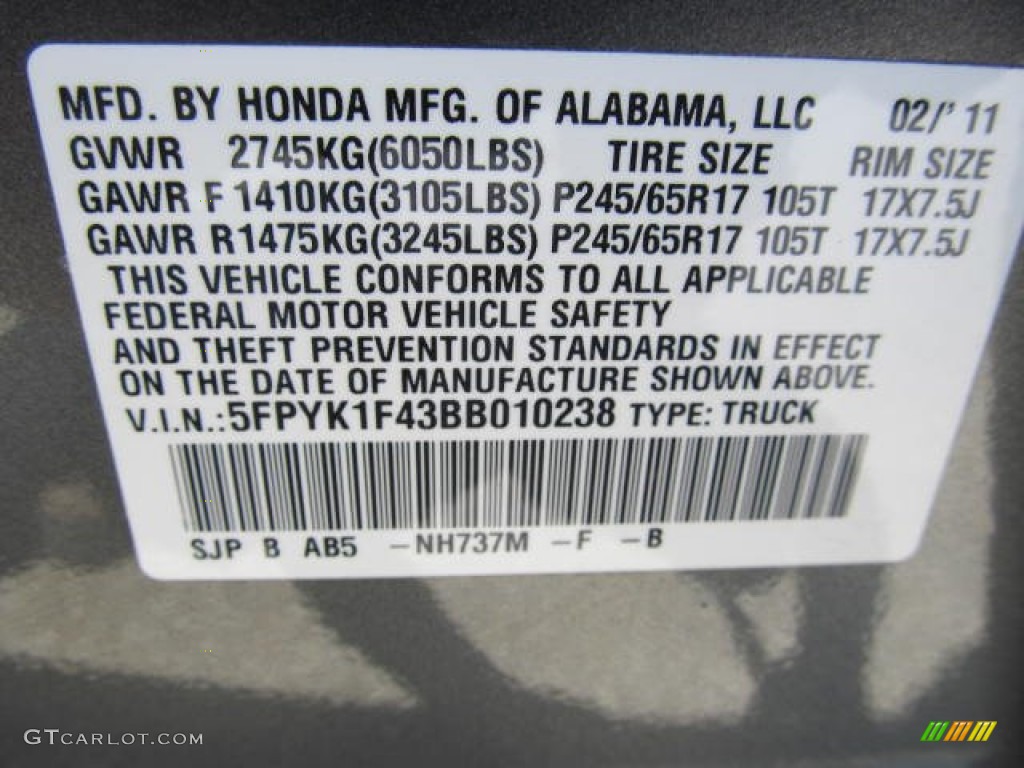 MFD. BY HONDA MFG. OF ALABAMA, LLC 02/' 11
GVWR 2745KG(6050LBS) TIRE SIZE RIM SIZE
GAWR F 1410KG(3105LBS) P245/65R17 105T 17X7.5J
GAWR R1475KG(3245LBS) P245/65R17 105T 17X7.5J
THIS VEHICLE CONFORMS TO ALL APPLICABLE
FEDERAL MOTOR VEHICLE SAFETY
AND THEFT PREVENTION STANDARDS IN EFFECT
ON THE DATE OF MANUFACTURE SHOWN ABOVE.
V.I.N.:5FPYK1F43BB010238 TYPE: TRUCK
SJP B AB5 -NH737M -F -B
GTCARLOT.COM